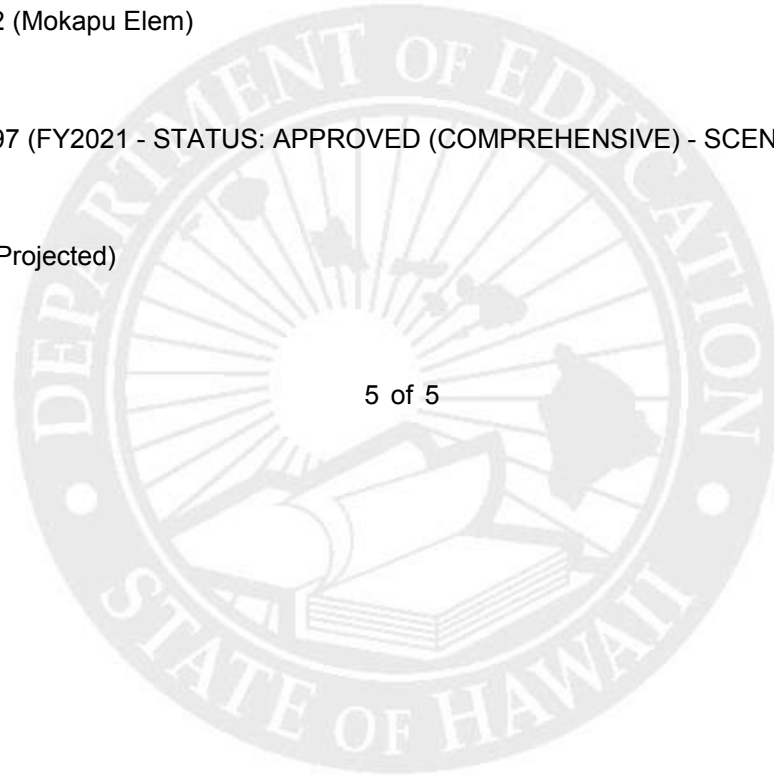 2 (Mokapu Elem)
97 (FY2021 - STATUS: APPROVED (COMPREHENSIVE) - SCEN
Projected)
5 of 5
DEPARTMENT OF EDUCATION
STATE OF HAWAII